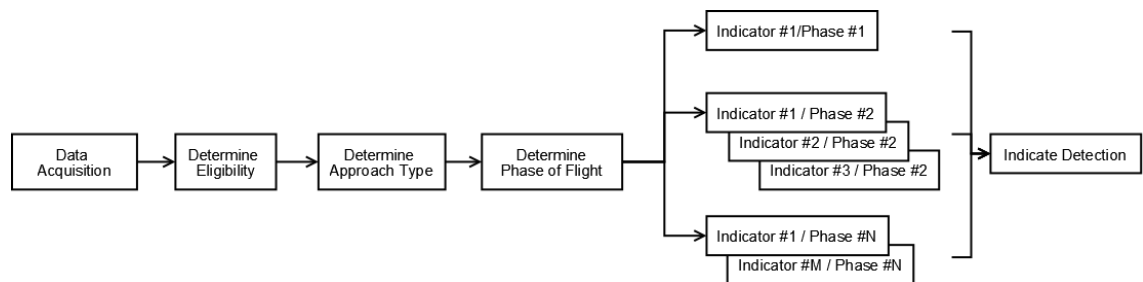 Data
Acquisition
Determine
Eligibility
Determine
Approach Type
Determine
Phase of Flight
Indicator #1/Phase #1
Indicator #1 / Phase #2
Indicator #2 / Phase #2
Indicator #3 / Phase #2
Indicator #1 / Phase #N
Indicator #M / Phase #N
Indicate Detection